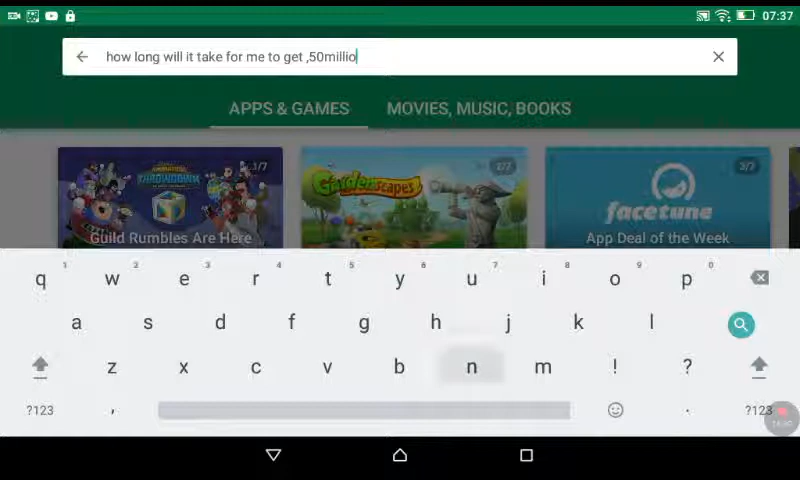 07:37
how long will it take for me to get ,50millio
APPS & GAMES MOVIES, MUSIC, BOOKS
1/7 2/7 3/7
ANIMATION THROWDOWN Gardenscapes facetune
Guild Rumbles Are Here App Deal of the Week
1 2 3 4 5 6 7 8 9 0
q w e r t y u i o p
a s d f g h j k l
z x c v b n m ! ?
?123 , . ?123